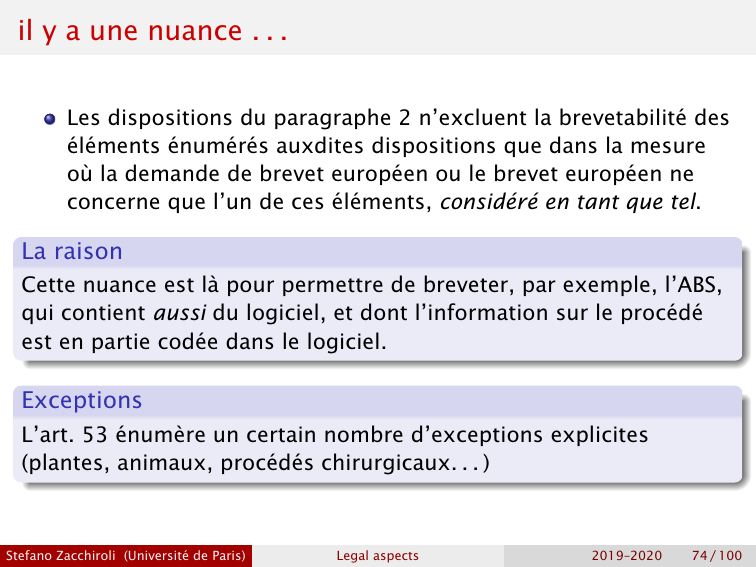 il y a une nuance . . .
Les dispositions du paragraphe 2 n’excluent la brevetabilité des
éléments énumérés auxdites dispositions que dans la mesure
où la demande de brevet européen ou le brevet européen ne
concerne que l’un de ces éléments, considéré en tant que tel.
La raison
Cette nuance est là pour permettre de breveter, par exemple, l’ABS,
qui contient aussi du logiciel, et dont l’information sur le procédé
est en partie codée dans le logiciel.
Exceptions
L’art. 53 énumère un certain nombre d’exceptions explicites
(plantes, animaux, procédés chirurgicaux. . . )
Stefano Zacchiroli (Université de Paris) Legal aspects 2019–2020 74 / 100